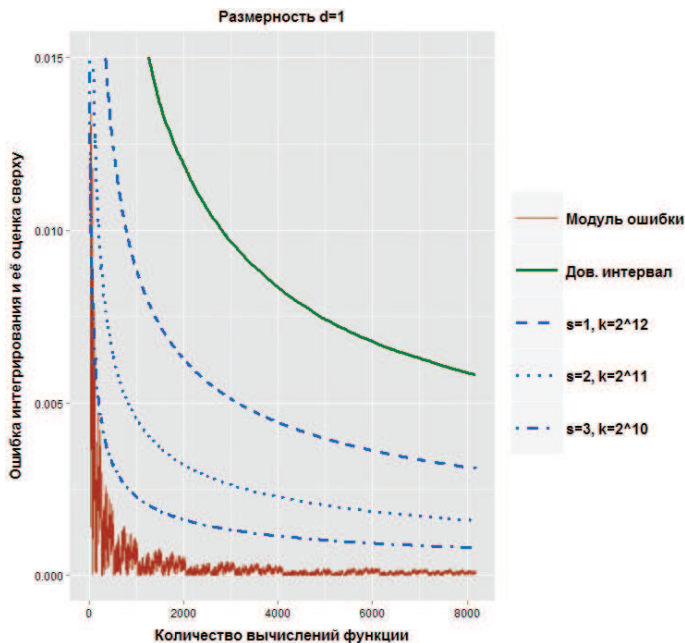 Размерность d=1
Ошибка интегрирования и её оценка сверху
0.015
0.010
0.005
0.000
0
2000
4000
6000
8000
Количество вычислений функции
Модуль ошибки
Дов. интервал
s=1, k=2^12
s=2, k=2^11
s=3, k=2^10